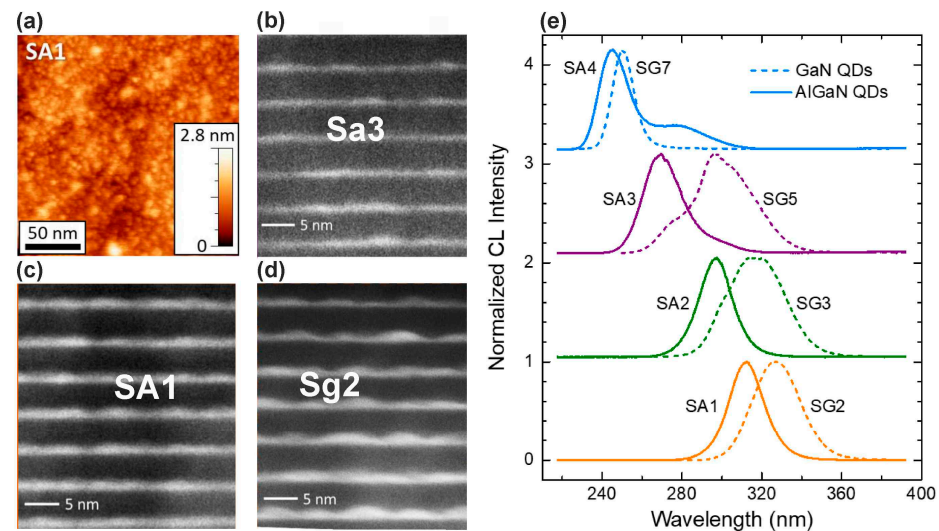 (a)
SA1
2.8 nm
0
50 nm
(b)
Sa3
5 nm
(c)
SA1
5 nm
(d)
Sg2
5 nm
(e)
Normalized CL Intensity
4
3
2
1
0
SA4
SG7
GaN QDs
AlGaN QDs
SA3
SG5
SA2
SG3
SA1
SG2
240 280 320 360 400
Wavelength (nm)